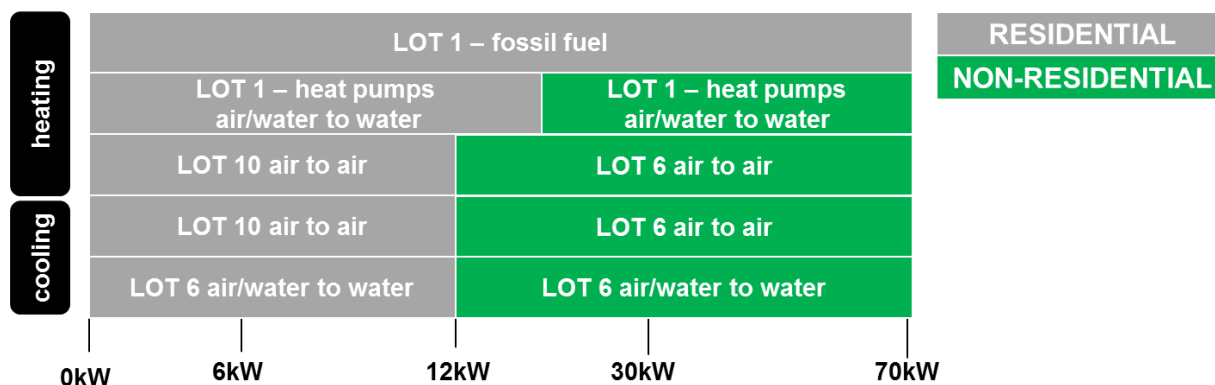 heating
LOT 1 – fossil fuel
LOT 1 – heat pumps
air/water to water
LOT 1 – heat pumps
air/water to water
LOT 10 air to air
LOT 6 air to air
cooling
LOT 10 air to air
LOT 6 air to air
LOT 6 air/water to water
LOT 6 air/water to water
0kW
6kW
12kW
30kW
70kW
RESIDENTIAL
NON-RESIDENTIAL